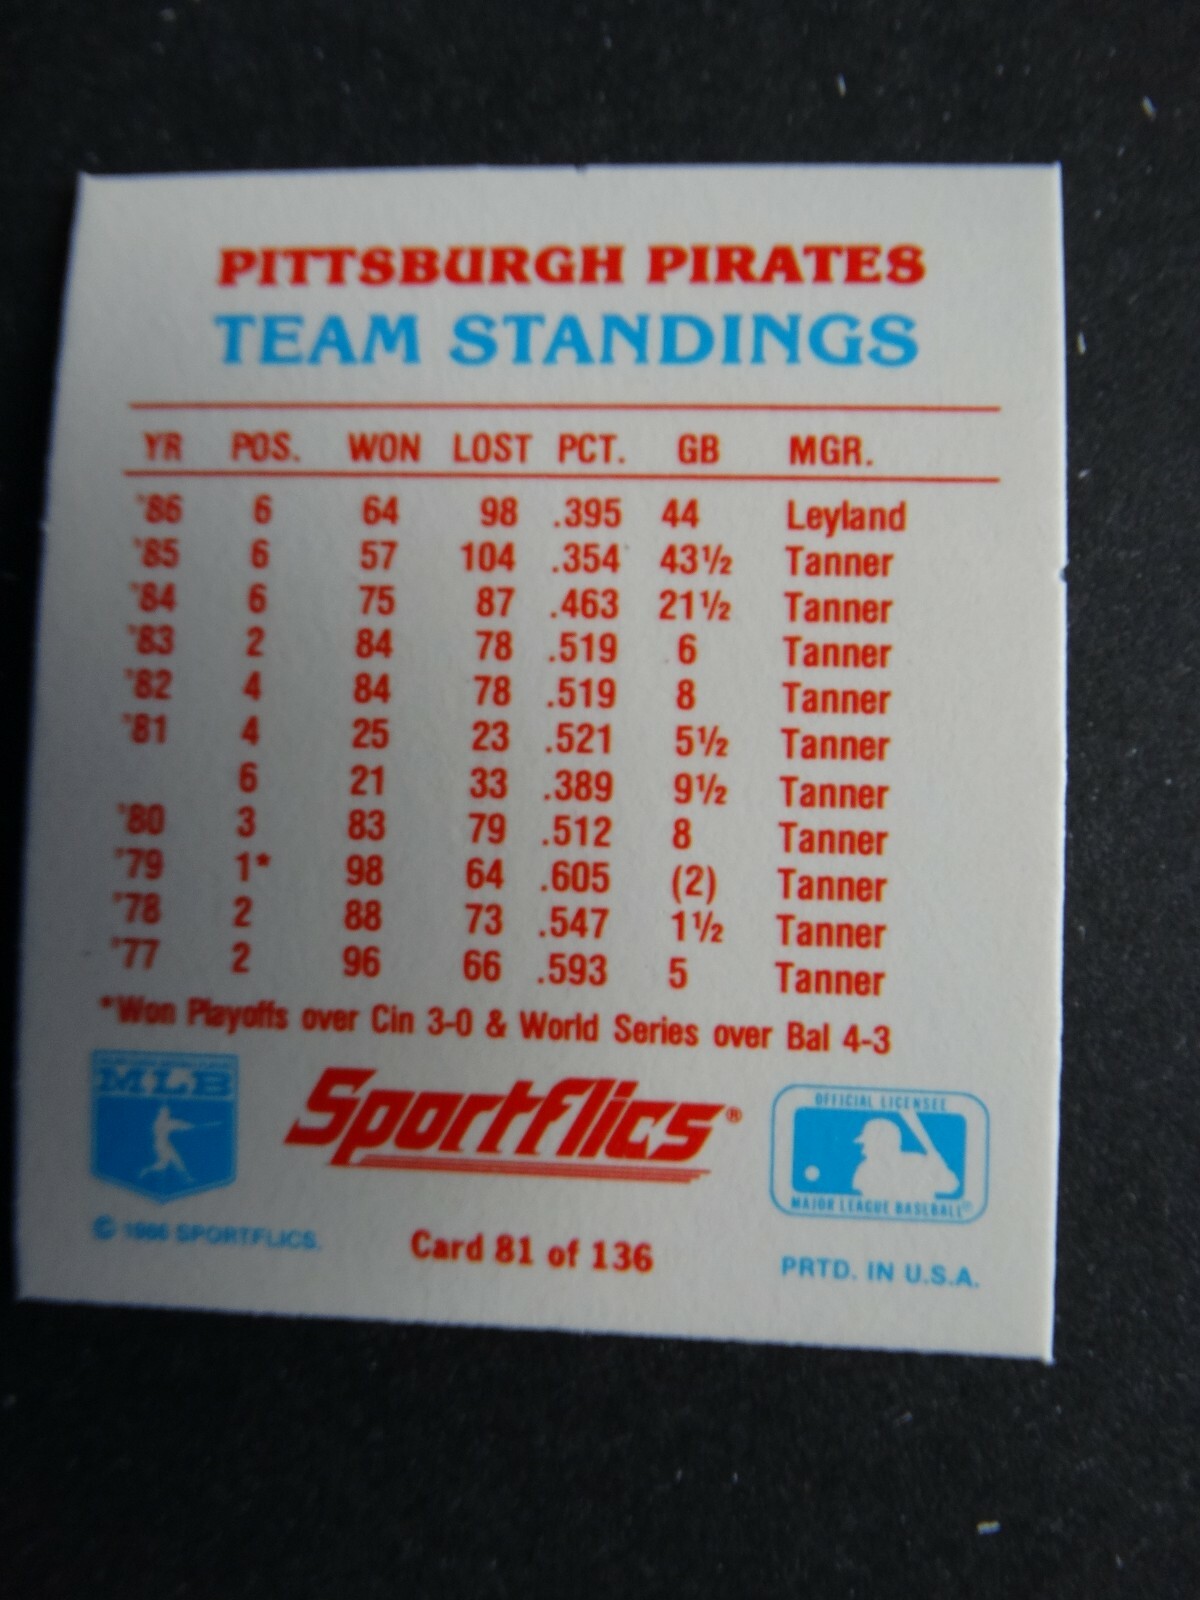 PITTSBURGH PIRATES
TEAM STANDINGS
YR POS. WON LOST PCT. GB MGR.
'86 6 64 98 .395 44 Leyland
'85 6 57 104 .354 43½ Tanner
'84 6 75 87 .463 21½ Tanner
'83 2 84 78 .519 6 Tanner
'82 4 84 78 .519 8 Tanner
'81 4 25 23 .521 5½ Tanner
6 21 33 .389 9½ Tanner
'80 3 83 79 .512 8 Tanner
'79 1* 98 64 .605 (2) Tanner
'78 2 88 73 .547 1½ Tanner
'77 2 96 66 .593 5 Tanner
*Won Playoffs over Cin 3-0 & World Series over Bal 4-3
MLB
Sportflics®
OFFICIAL LICENSEE
MAJOR LEAGUE BASEBALL®
© 1986 SPORTFLICS.
Card 81 of 136
PRTD. IN U.S.A.